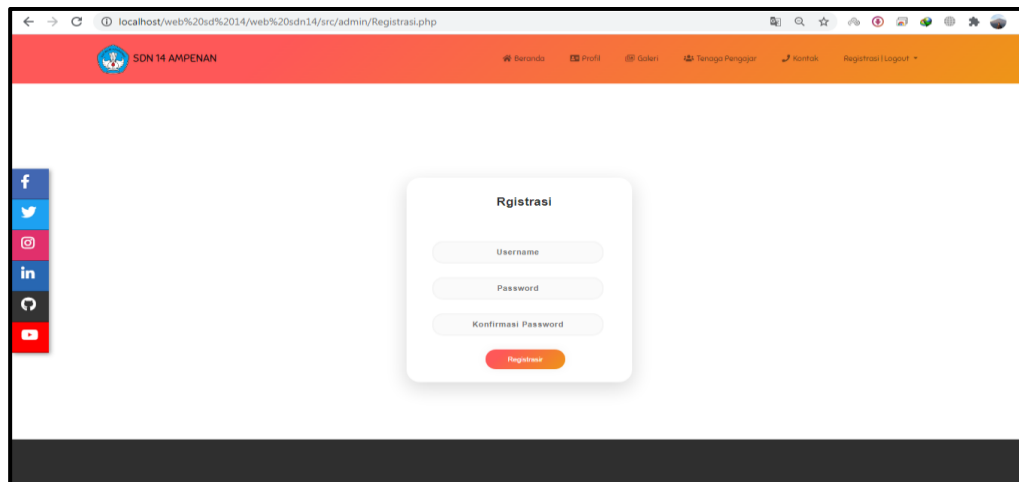 localhost/web%20sd%2014/web%20sdn14/src/admin/Registrasi.php
SDN 14 AMPENAN
Beranda
Profil
Galeri
Tenaga Pengajar
Kontak
Registrasi | Logout
Rgistrasi
Username
Password
Konfirmasi Password
Registrasir